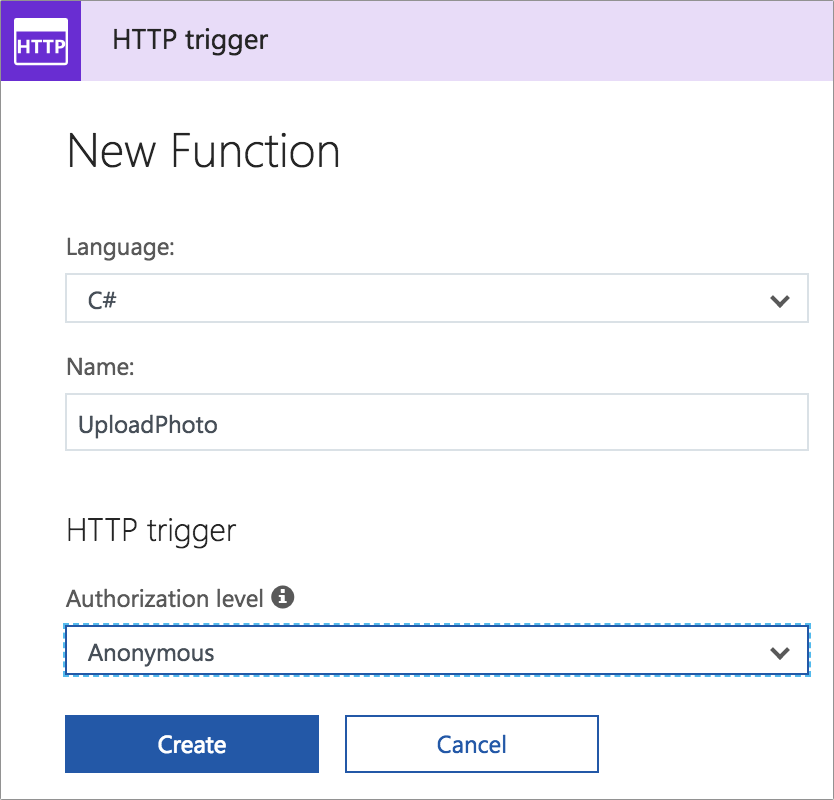 HTTP
HTTP trigger
New Function
Language:
C#
Name:
UploadPhoto
HTTP trigger
Authorization level
Anonymous
Create
Cancel